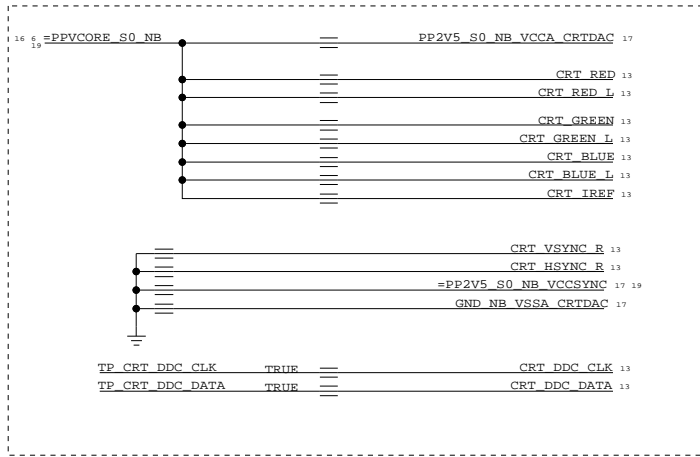 16 6 =PPVCORE_S0_NB PP2V5_S0_NB_VCCA_CRTDAC 17
19
CRT_RED 13
CRT_RED_L 13
CRT_GREEN 13
CRT_GREEN_L 13
CRT_BLUE 13
CRT_BLUE_L 13
CRT_IREF 13
CRT_VSYNC_R 13
CRT_HSYNC_R 13
=PP2V5_S0_NB_VCCSYNC 17 19
GND_NB_VSSA_CRTDAC 17
TP_CRT_DDC_CLK TRUE CRT_DDC_CLK 13
TP_CRT_DDC_DATA TRUE CRT_DDC_DATA 13